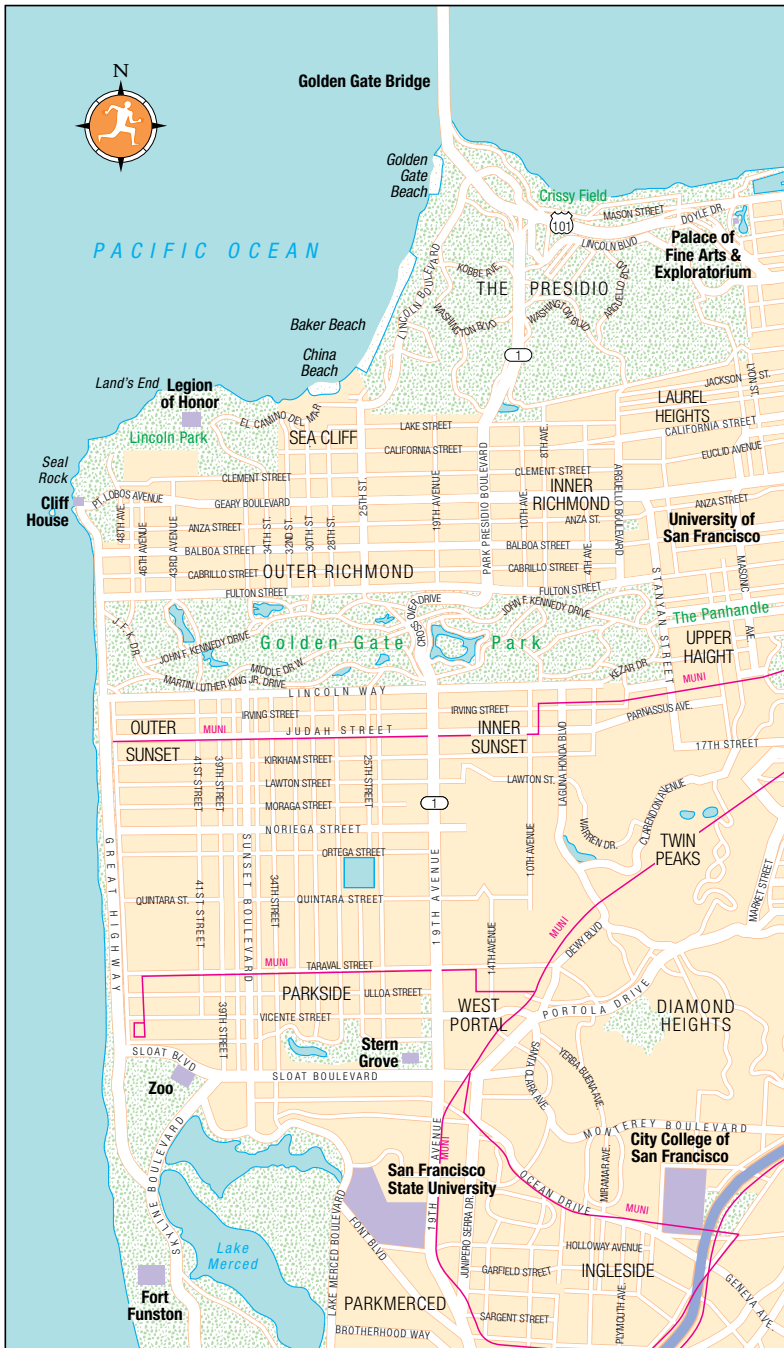 N
Golden Gate Bridge
Golden
Gate
Beach
Crissy Field
MASON STREET
DOYLE DR.
101
LINCOLN BLVD
Palace of
Fine Arts &
Exploratorium
PACIFIC OCEAN
LINCOLN BOULEVARD
KOBBE AVE.
THE PRESIDIO
ARGUELLO BLVD
WASHINGTON BLVD
WASHINGTON BLVD
Baker Beach
China
Beach
1
LYON ST.
JACKSON ST.
Land's End
Legion
of Honor
EL CAMINO DEL MAR
LAUREL
HEIGHTS
Lincoln Park
SEA CLIFF
LAKE STREET
CALIFORNIA STREET
8TH AVE.
CALIFORNIA STREET
EUCLID AVENUE
Seal
Rock
CLEMENT STREET
CLEMENT STREET
Cliff
House
PT. LOBOS AVENUE
GEARY BOULEVARD
25TH ST.
19TH AVENUE
PARK PRESIDIO BOULEVARD
INNER
RICHMOND
ARGUELLO BOULEVARD
ANZA STREET
48TH AVE.
46TH AVENUE
43RD AVENUE
ANZA STREET
34TH ST.
32ND ST.
30TH ST.
28TH ST.
10TH AVE.
ANZA ST.
University of
San Francisco
BALBOA STREET
BALBOA STREET
4TH AVE.
CABRILLO STREET
OUTER RICHMOND
CABRILLO STREET
FULTON STREET
FULTON STREET
STANYAN STREET
MASONIC
AVE.
CROSS OVER DRIVE
JOHN F. KENNEDY DRIVE
The Panhandle
J.F.K. DR.
JOHN F. KENNEDY DRIVE
Golden Gate Park
UPPER
HAIGHT
MIDDLE DR.W.
MARTIN LUTHER KING JR. DRIVE
KEZAR DR.
MUNI
LINCOLN WAY
IRVING STREET
IRVING STREET
PARNASSUS AVE.
OUTER
SUNSET
MUNI
JUDAH STREET
INNER
SUNSET
LAGUNA HONDA BLVD
17TH STREET
41ST STREET
39TH STREET
KIRKHAM STREET
25TH STREET
LAWTON STREET
LAWTON ST.
MORAGA STREET
1
CLARENDON AVENUE
NORIEGA STREET
WARREN DR.
TWIN
PEAKS
GREAT HIGHWAY
SUNSET BOULEVARD
ORTEGA STREET
19TH AVENUE
10TH AVENUE
QUINTARA ST.
41ST STREET
34TH STREET
QUINTARA STREET
MARKET STREET
14TH AVENUE
MUNI
DEWY BLVD
MUNI
TARAVAL STREET
PARKSIDE
ULLOA STREET
WEST
PORTAL
PORTOLA DRIVE
DIAMOND
HEIGHTS
39TH STREET
VICENTE STREET
Stern
Grove
SLOAT BLVD
SLOAT BOULEVARD
Zoo
SANTA CLARA AVE
YERBA BUENA AVE.
MONTEREY BOULEVARD
City College of
San Francisco
SKYLINE BOULEVARD
19TH AVENUE
MUNI
San Francisco
State University
OCEAN DRIVE
MIRAMAR AVE.
MUNI
LAKE MERCED BOULEVARD
FONT BLVD
JUNIPERO SERRA DR.
Lake
Merced
HOLLOWAY AVENUE
GARFIELD STREET
INGLESIDE
GENEVA AVE.
Fort
Funston
PARKMERCED
SARGENT STREET
PLYMOUTH AVE.
BROTHERHOOD WAY